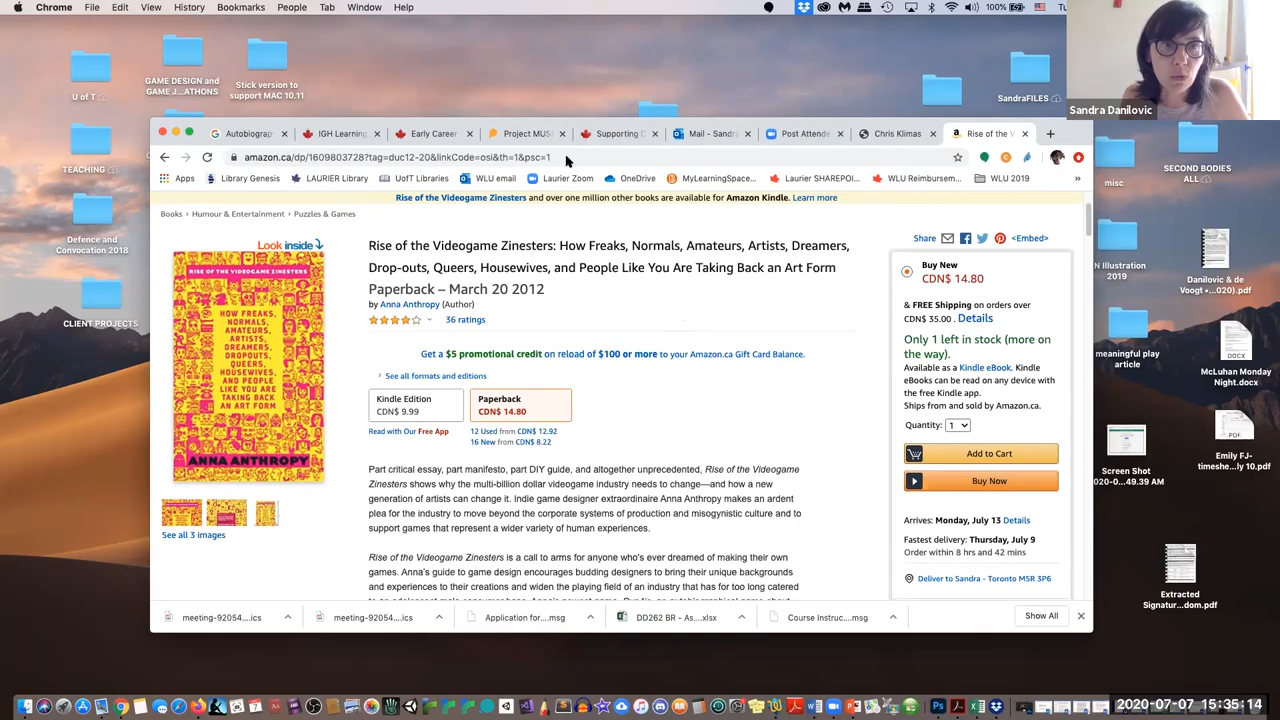 Chrome File Edit View History Bookmarks People Tab Window Help
100% Tu
Sandra Danilovic
U of T
GAME DESIGN and
GAME J...ATHONS
Stick version to
support MAC 10.11
SandraFILES
TEACHING
Defence and
Convocation 2018
CLIENT PROJECTS
misc
SECOND BODIES
ALL
N Illustration
2019
Danilovic & de
Voogt •...020).pdf
meaningful play
article
McLuhan Monday
Night.docx
DOCX
PDF
Screen Shot
2020-0...49.39 AM
Emily FJ-
timeshe...ly 10.pdf
Extracted
Signatur...dom.pdf
Autobiograp
IGH Learning
Early Career
Project MUS
Supporting D
Mail - Sandra
Post Attende
Chris Klimas
Rise of the V
amazon.ca/dp/1609803728?tag=duc12-20&linkCode=osi&th=1&psc=1
Apps Library Genesis LAURIER Library UofT Libraries WLU email Laurier Zoom OneDrive MyLearningSpace... Laurier SHAREPOI... WLU Reimbursem... WLU 2019 »
Rise of the Videogame Zinesters and over one million other books are available for Amazon Kindle. Learn more
Books › Humour & Entertainment › Puzzles & Games
Look inside
RISE OF THE VIDEOGAME ZINESTERS
HOW FREAKS,
NORMALS,
AMATEURS,
ARTISTS,
DREAMERS,
DROPOUTS,
QUEERS,
HOUSEWIVES,
AND PEOPLE
LIKE YOU ARE
TAKING BACK
AN ART FORM
ANNA ANTHROPY
See all 3 images
Rise of the Videogame Zinesters: How Freaks, Normals, Amateurs, Artists, Dreamers,
Drop-outs, Queers, Housewives, and People Like You Are Taking Back an Art Form
Paperback – March 20 2012
by Anna Anthropy (Author)
36 ratings
Get a $5 promotional credit on reload of $100 or more to your Amazon.ca Gift Card Balance.
› See all formats and editions
Kindle Edition
CDN$ 9.99
Paperback
CDN$ 14.80
Read with Our Free App
12 Used from CDN$ 12.92
16 New from CDN$ 8.22
Part critical essay, part manifesto, part DIY guide, and altogether unprecedented, Rise of the Videogame
Zinesters shows why the multi-billion dollar videogame industry needs to change—and how a new
generation of artists can change it. Indie game designer extraordinaire Anna Anthropy makes an ardent
plea for the industry to move beyond the corporate systems of production and misogynistic culture and to
support games that represent a wider variety of human experiences.
Rise of the Videogame Zinesters is a call to arms for anyone who's ever dreamed of making their own
games. Anna's guide to game design encourages budding designers to bring their unique backgrounds
and experiences to their creations and widen the playing field of an industry that has for too long catered
Share <Embed>
Buy New
CDN$ 14.80
& FREE Shipping on orders over
CDN$ 35.00 . Details
Only 1 left in stock (more on
the way).
Available as a Kindle eBook. Kindle
eBooks can be read on any device with
the free Kindle app.
Ships from and sold by Amazon.ca.
Quantity: 1
Add to Cart
Buy Now
Arrives: Monday, July 13 Details
Fastest delivery: Thursday, July 9
Order within 8 hrs and 42 mins
Deliver to Sandra - Toronto M5R 3P6
meeting-92054....ics
meeting-92054....ics
Application for....msg
DD262 BR - As....xlsx
Course Instruc....msg
Show All
2020-07-07 15:35:14